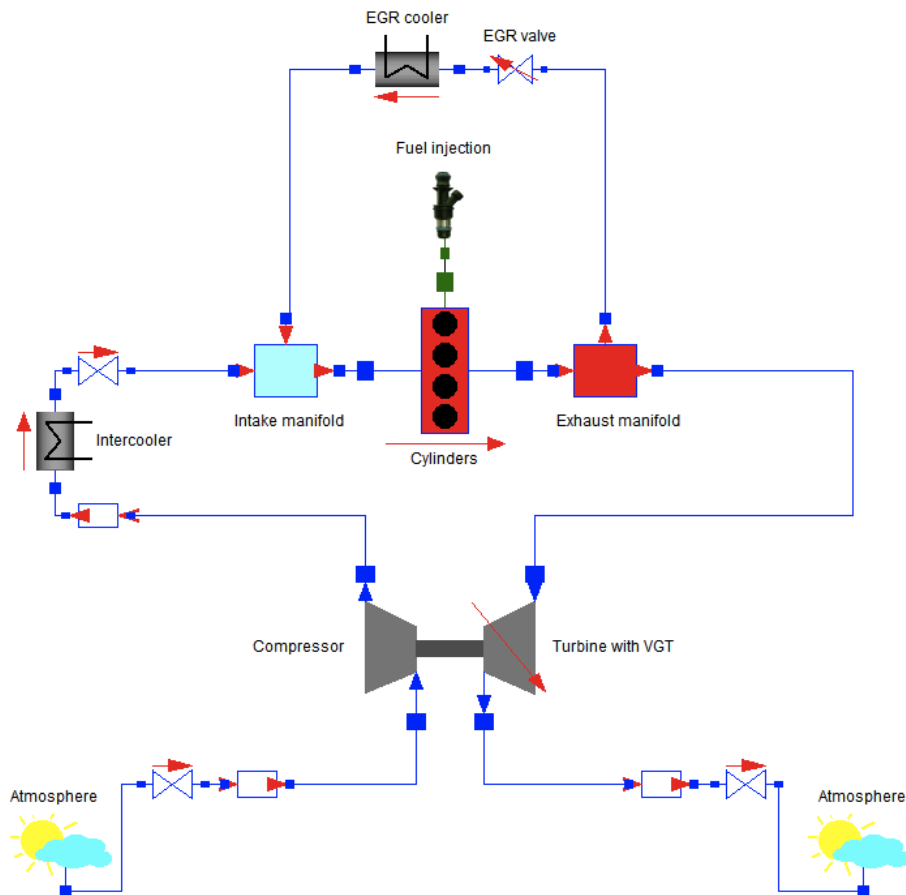 EGR cooler
EGR valve
Fuel injection
Intake manifold
Exhaust manifold
Intercooler
Cylinders
Compressor
Turbine with VGT
Atmosphere
Atmosphere